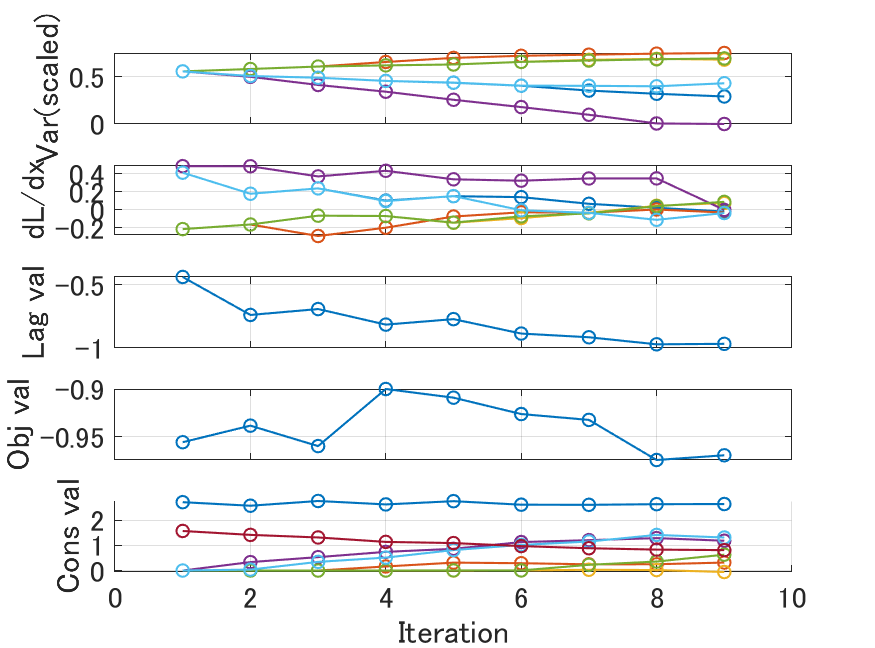 Var(scaled)
0.5
0
dL/dx
0.4
0.2
0
-0.2
Lag val
-0.5
-1
Obj val
-0.9
-0.95
Cons val
2
1
0
0 2 4 6 8 10
Iteration